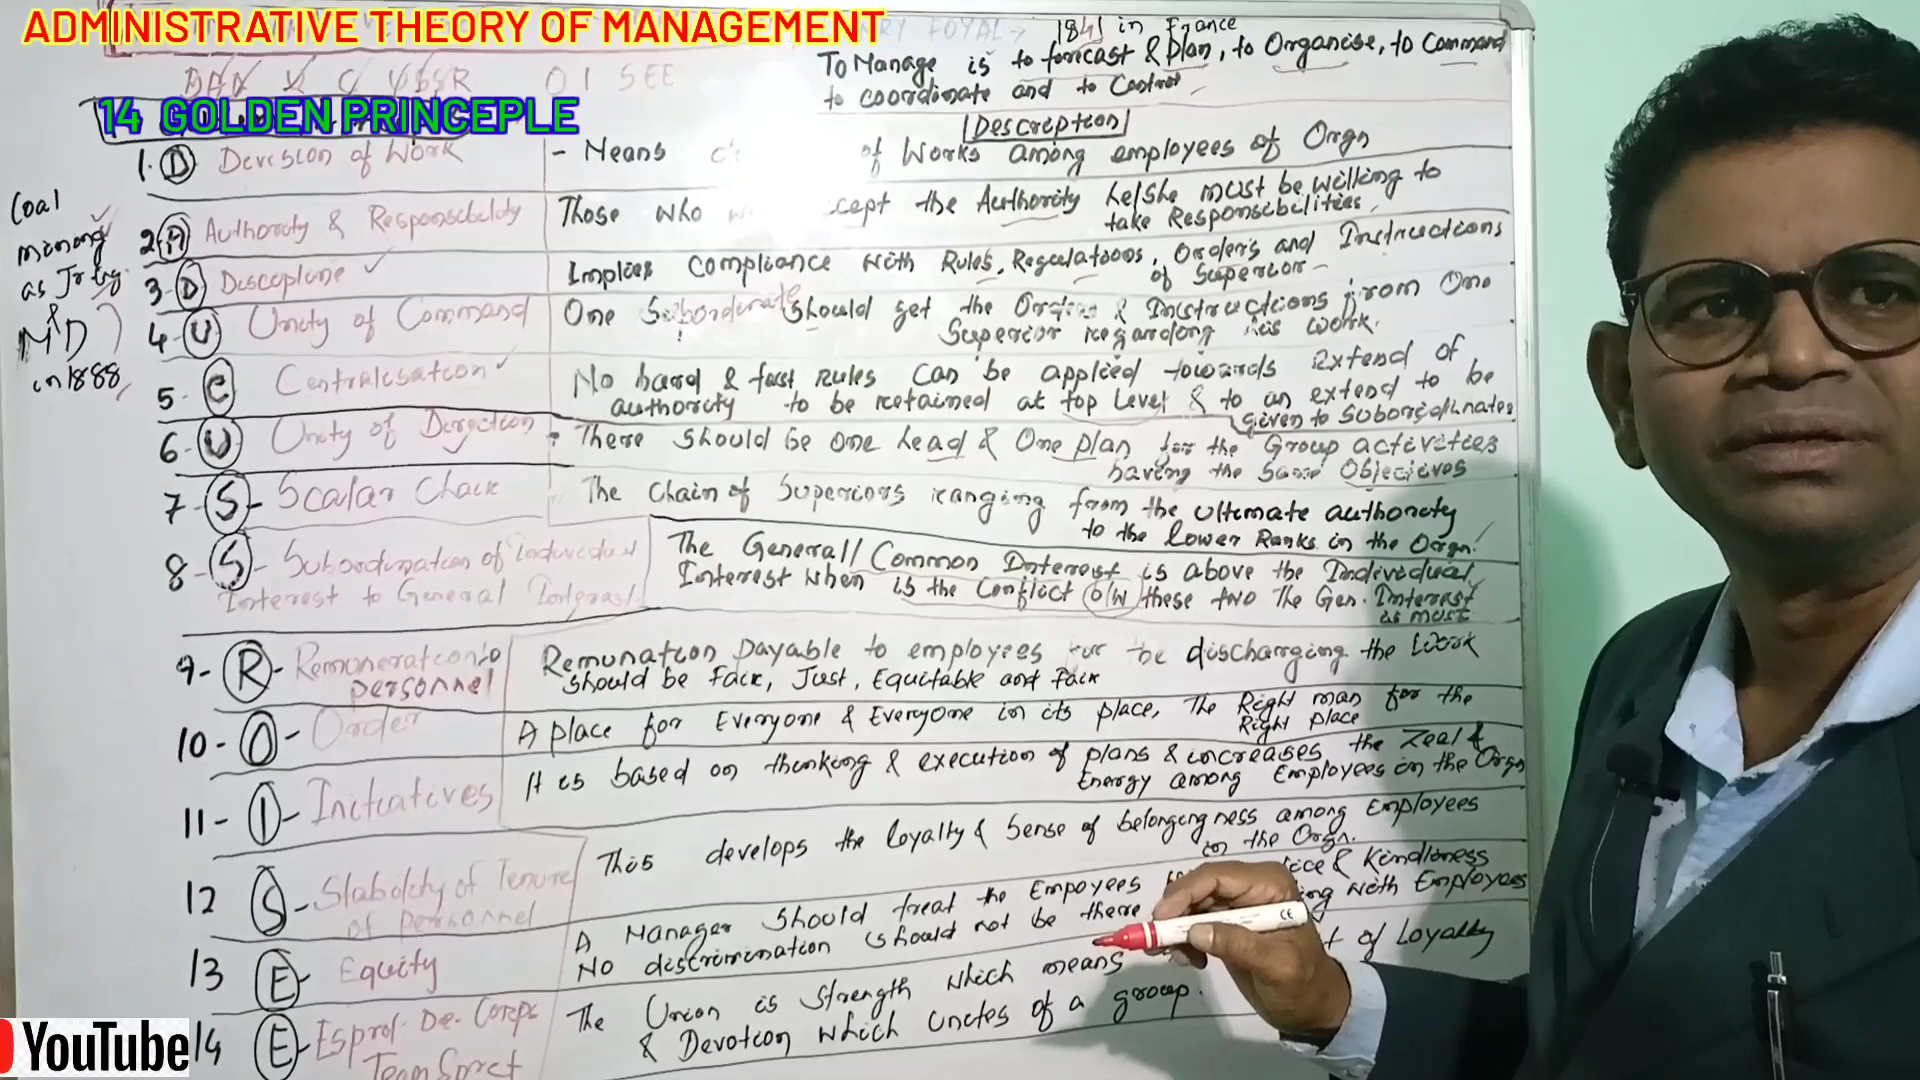 ADMINISTRATIVE THEORY OF MANAGEMENT
FOYAL → 1841 in France
To Manage is to forecast & plan, to Organise, to Command
to coordinate and to Control
O I SEE
14 GOLDEN PRINCEPLE
Description
1. D Devision of Work - Means of Works among employees of Orgn
2. A Authority & Responsibility Those who the Authority he/she must be willing to
take Responsibilities
3. D Discipline ✓ Implies compliance with Rules, Regulations, Orders and Instructions
of Superior
4. U Unity of Command One Subordinate should get the Orders & Instructions from One
Superior regarding his work.
5. C Centralisation ✓ No hard & fast rules can be applied towards Extend of
authority to be retained at top Level & to an extend to be
given to Subordinates.
6. U Unity of Direction - There should be one head & One plan for the Group activities
having the same Objectives
7 S - Scalar Chain The Chain of Superiors ranging from the ultimate authority
to the lower Ranks in the Orgn.
8 - S - Subordination of Individual
Interest to General Interest
The General/Common Interest is above the Individual
Interest when is the Conflict b/w these two The Gen. Interest
is must
9 - R - Remuneration to
personnel
Remunation payable to employees for the discharging the Work
should be Fair, Just, Equitable and fair
10 - O - Order A place for Everyone & Everyone in its place, The Right man for the
Right place
11 - I - Initiatives It is based on thinking & execution of plans & increases the Zeal &
Energy among Employees in the Orgn
12 S - Stability of Tenure
of personnel
This develops the loyalty & Sense of belongingness among Employees
in the Orgn.
13 E - Equity A Manager should treat the Empoyees & Kindliness
No discrimination should not be there with Employees
14 E - Esprot- De- Corps
Team Spret
The Union is Strength which means of Loyalty
& Devotion which unites of a group.
Coal
mining
as Jr Eng.
&
MD
in 1888,
CE
YouTube